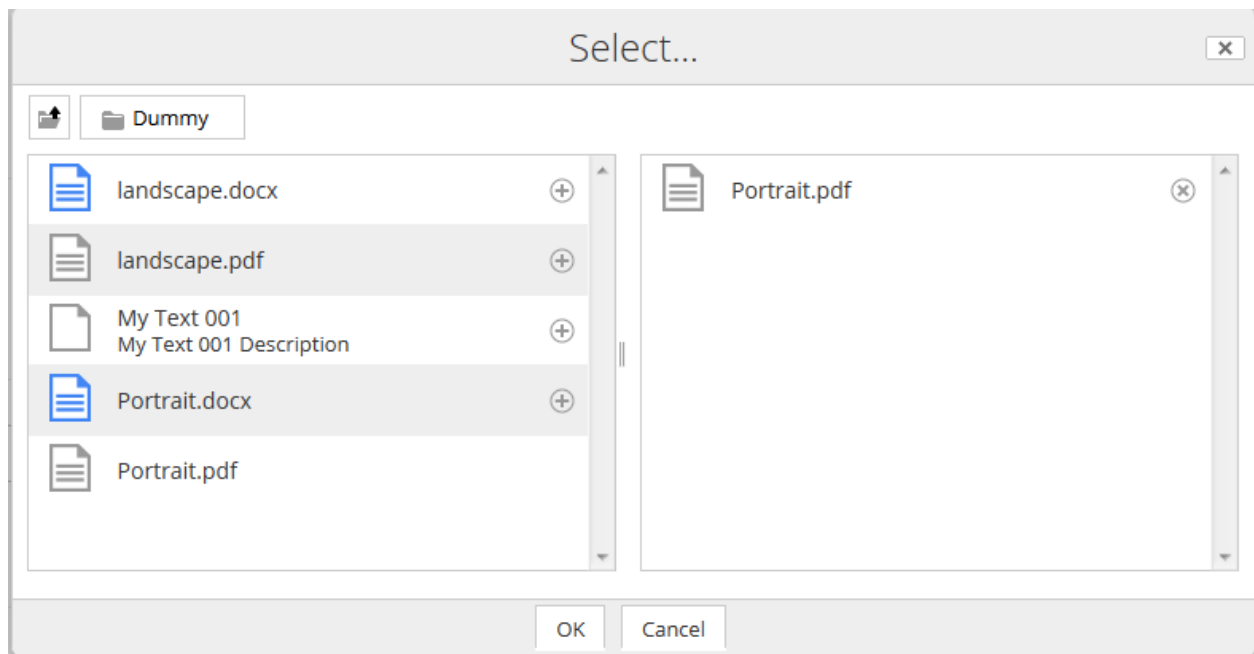 Select...
Dummy
landscape.docx
landscape.pdf
My Text 001
My Text 001 Description
Portrait.docx
Portrait.pdf
Portrait.pdf
OK
Cancel